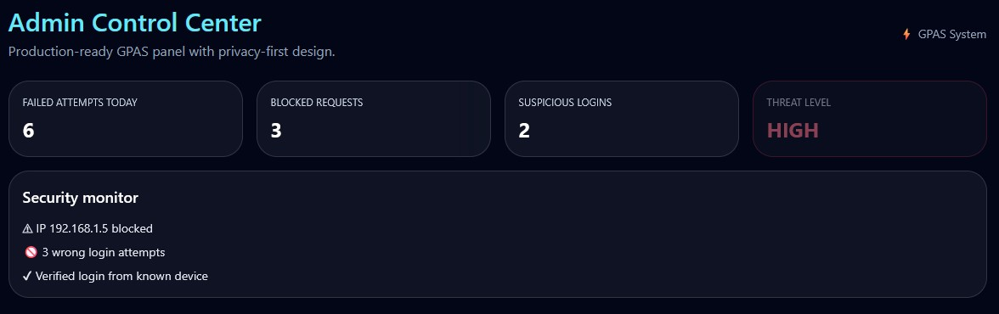 Admin Control Center
Production-ready GPAS panel with privacy-first design.
⚡ GPAS System
FAILED ATTEMPTS TODAY
6
BLOCKED REQUESTS
3
SUSPICIOUS LOGINS
2
THREAT LEVEL
HIGH
Security monitor
⚠ IP 192.168.1.5 blocked
🚫 3 wrong login attempts
✔ Verified login from known device